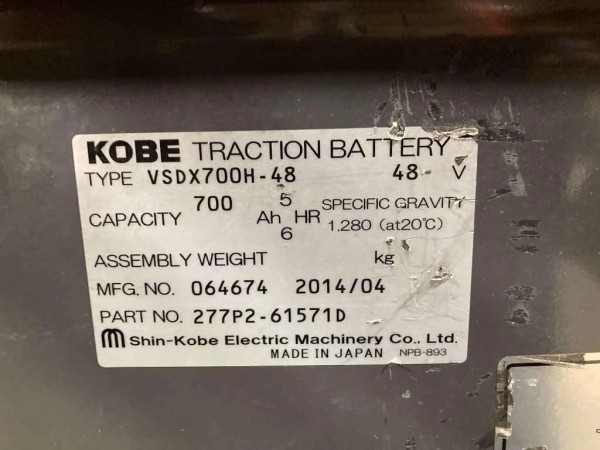 KOBE TRACTION BATTERY
TYPE VSDX700H-48 48 V
CAPACITY 700 Ah 5 6 HR SPECIFIC GRAVITY 1.280 (at20℃)
ASSEMBLY WEIGHT kg
MFG. NO. 064674 2014/04
PART NO. 277P2-61571D
Shin-Kobe Electric Machinery Co., Ltd.
MADE IN JAPAN NPB-893